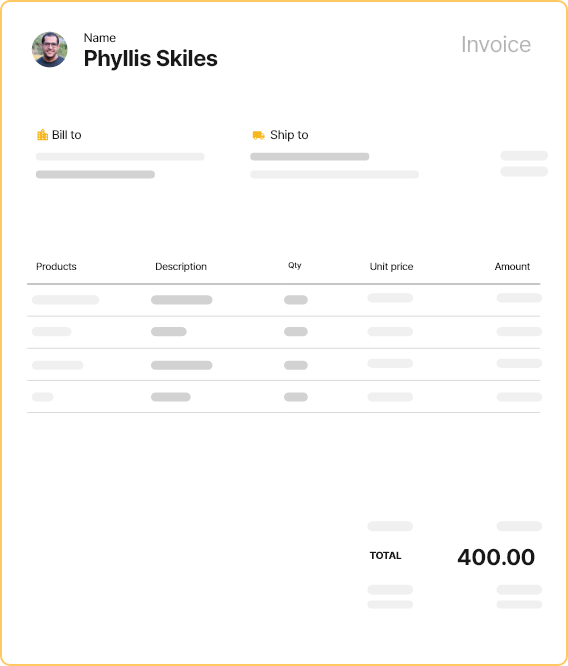 Name
Phyllis Skiles
Invoice
Bill to
Ship to
Products Description Qty Unit price Amount
TOTAL 400.00